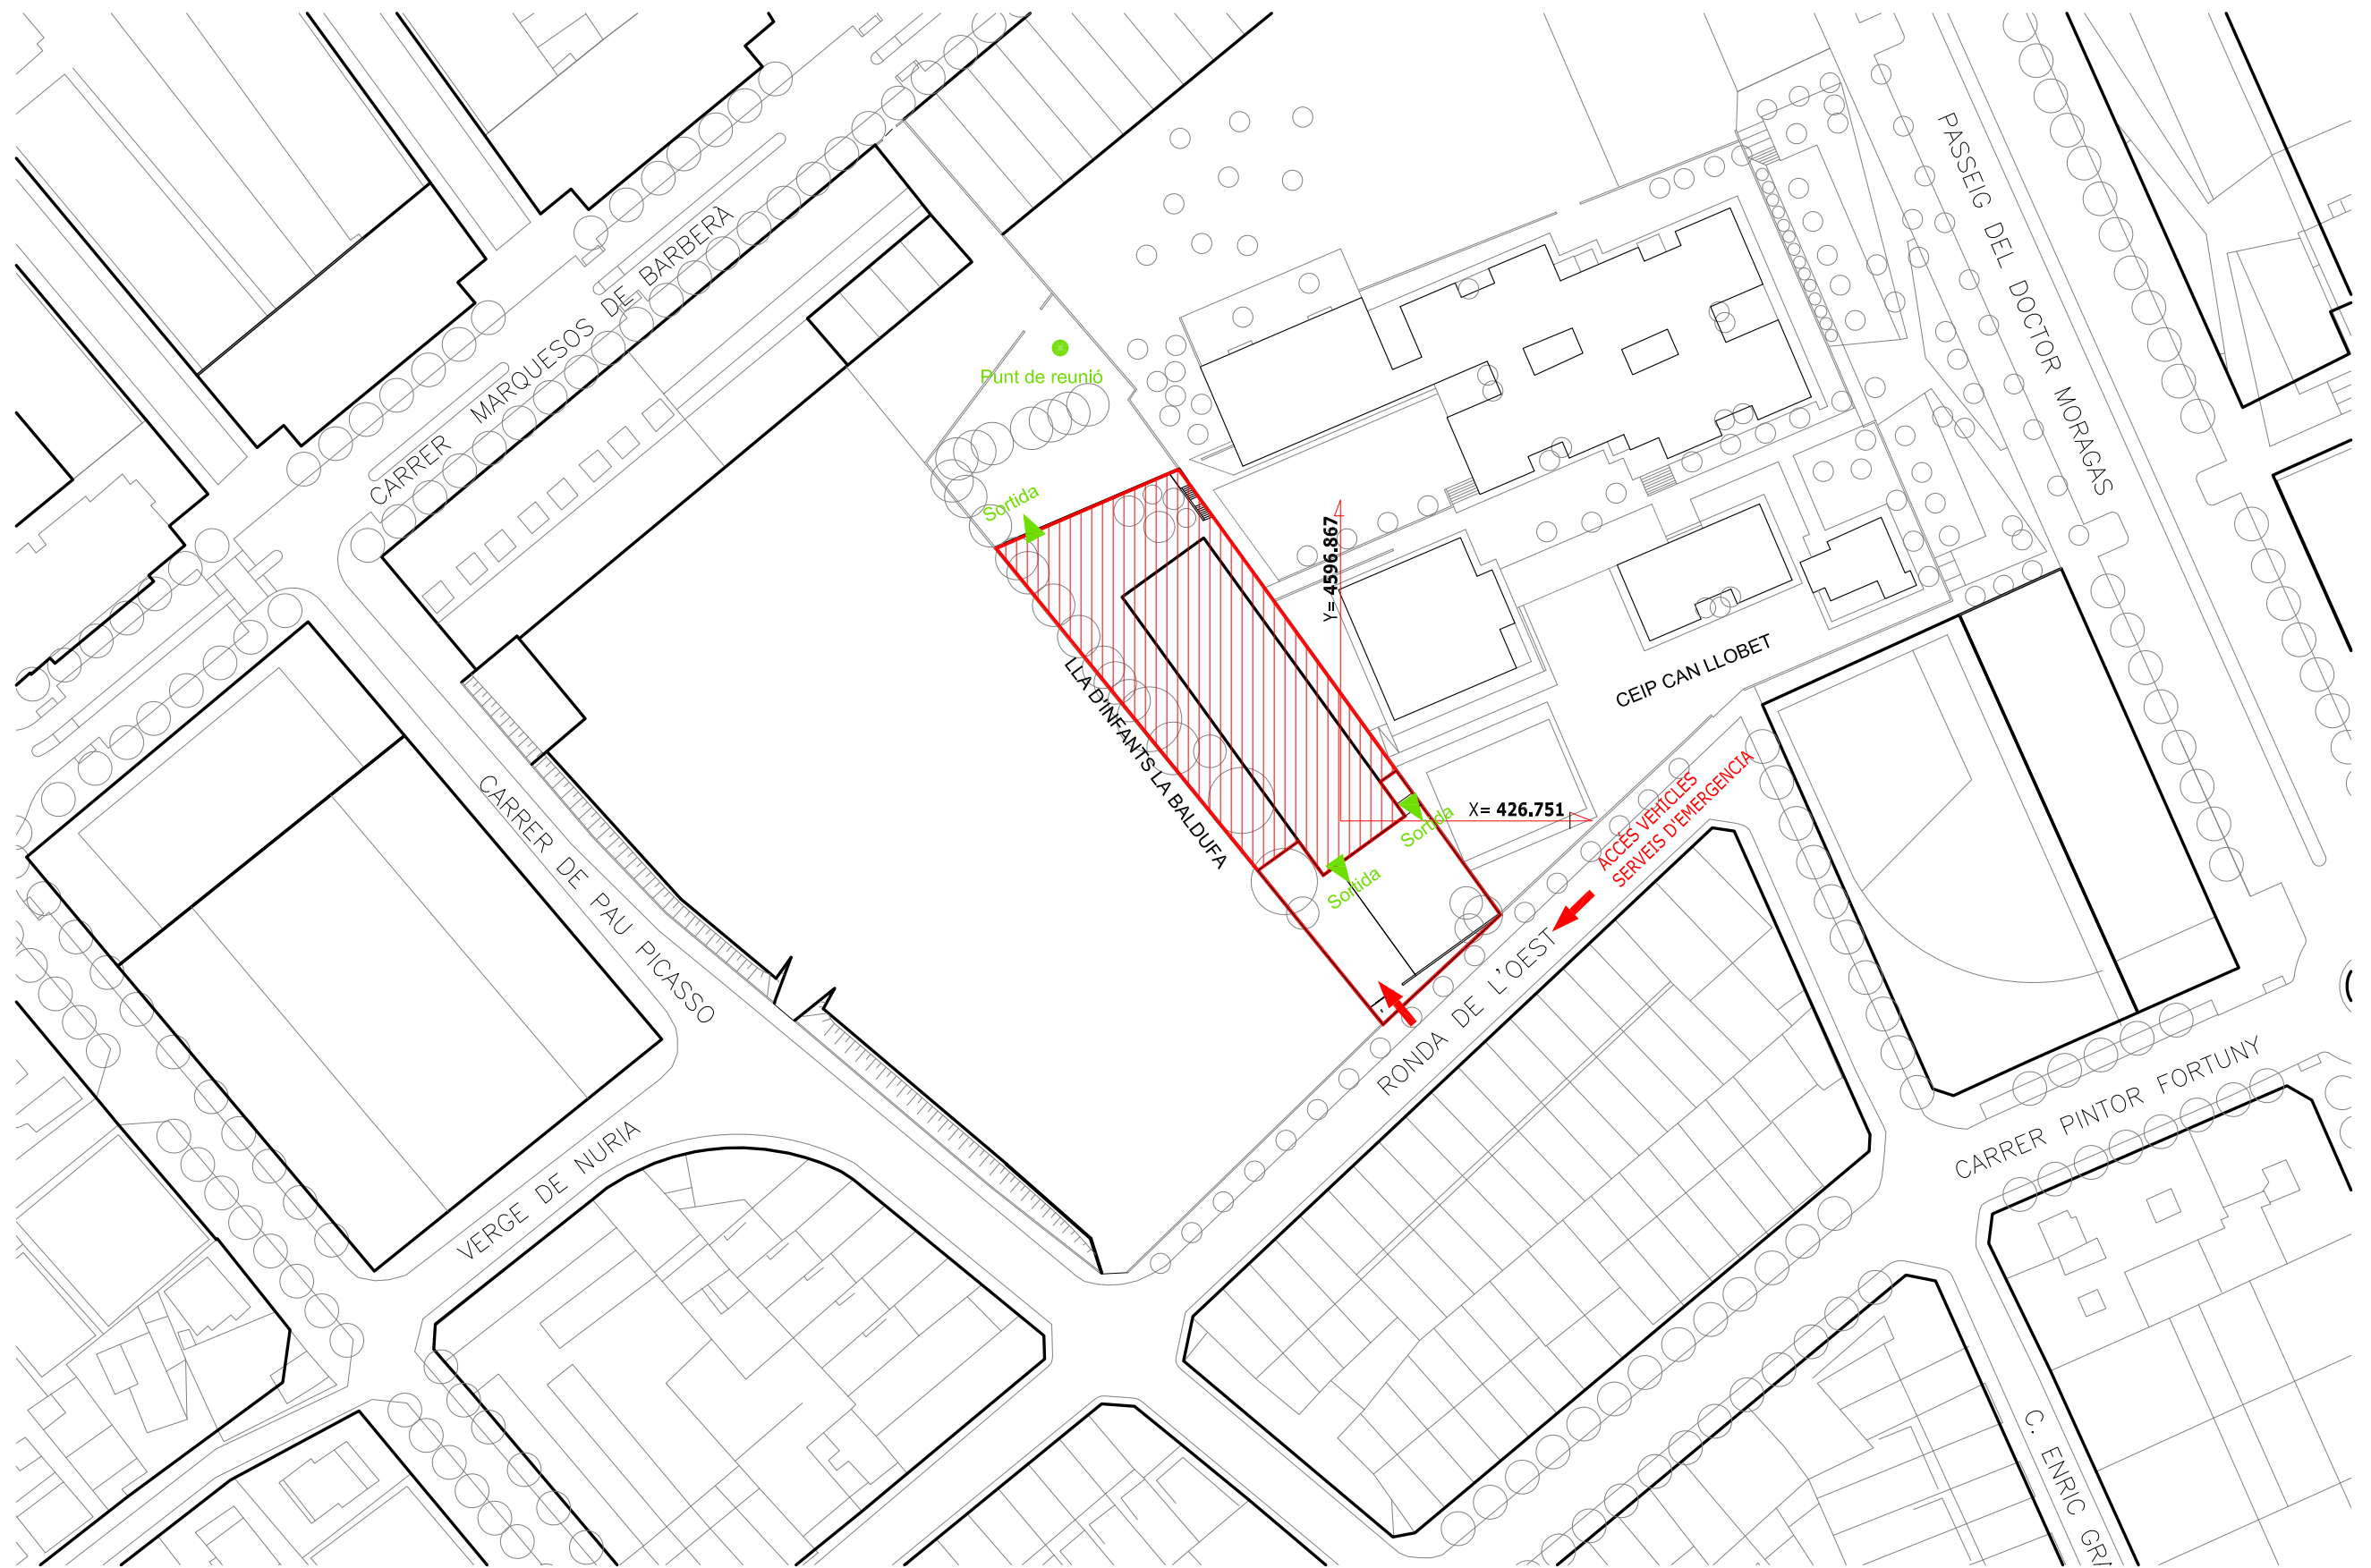 PASSEIG DEL DOCTOR MORAGAS
CARRER MARQUESOS DE BARBERÀ
Punt de reunió
Sortida
Y= 4596.867
CEIP CAN LLOBET
LLA D'INFANTS LA BALDUFA
X= 426.751
Sortida
Sortida
ACCÉS VEHÍCLES
SERVEIS D'EMERGENCIA
CARRER DE PAU PICASSO
RONDA DE L'OEST
CARRER PINTOR FORTUNY
VERGE DE NURIA
C. ENRIC